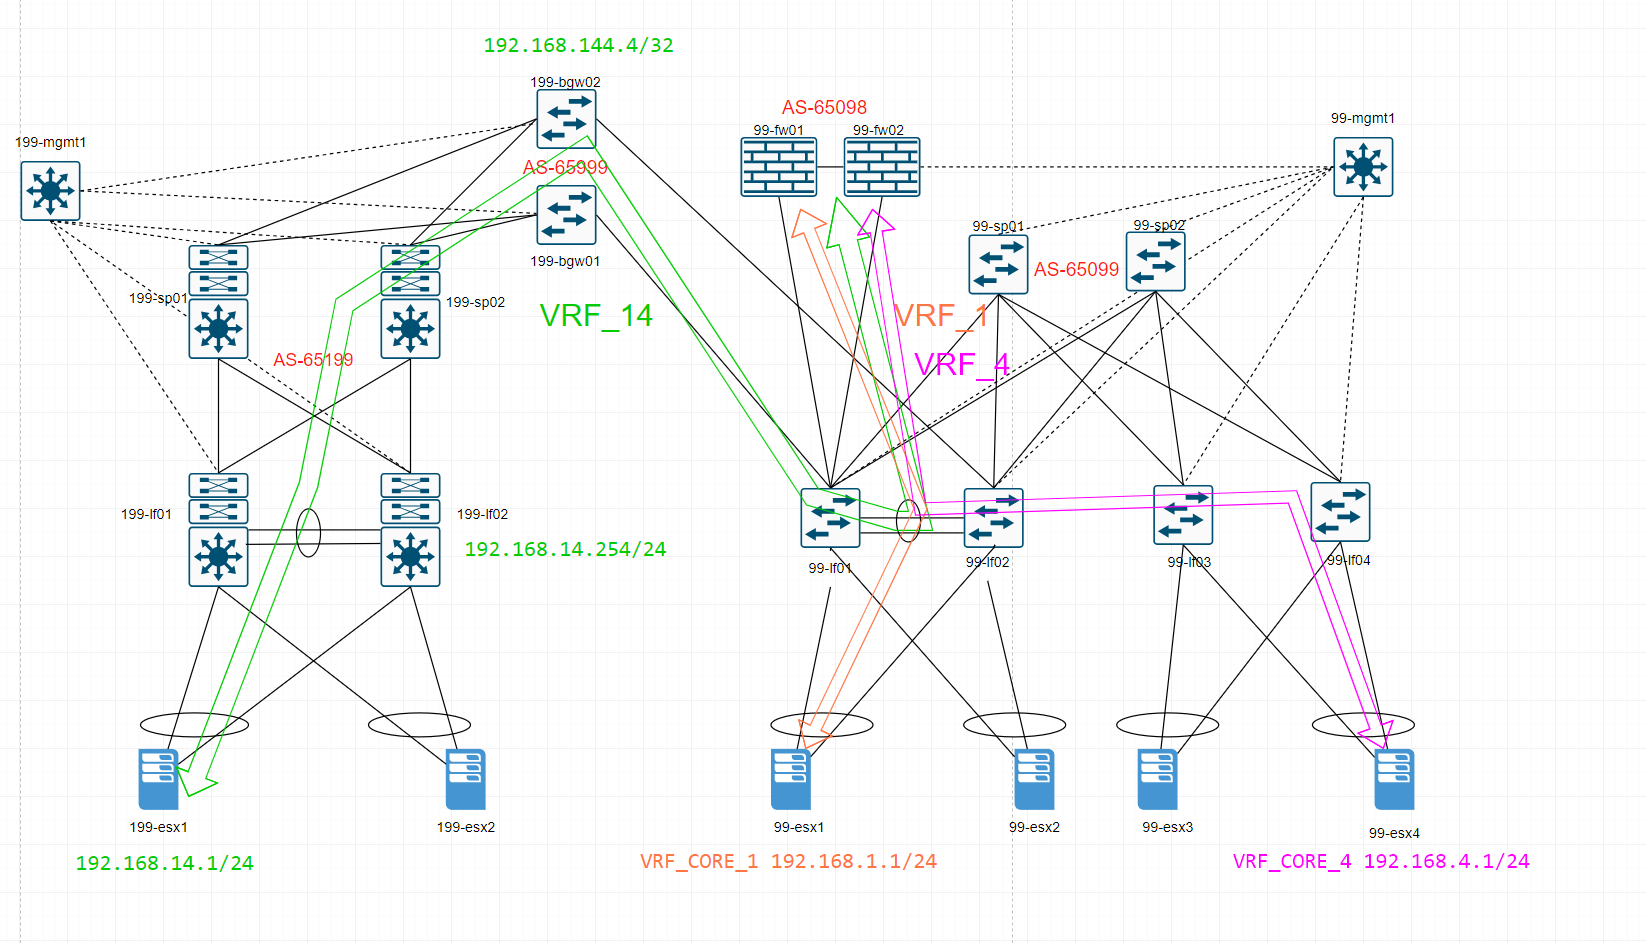 192.168.144.4/32
199-bgw02
AS-65098
99-mgmt1
99-fw01
99-fw02
199-mgmt1
AS-65999
99-sp01
99-sp02
199-bgw01
AS-65099
199-sp01
199-sp02
VRF_14
VRF_1
AS-65199
VRF_4
199-lf01
199-lf02
192.168.14.254/24
99-lf01
99-lf02
99-lf03
99-lf04
199-esx1
199-esx2
99-esx1
99-esx2
99-esx3
99-esx4
192.168.14.1/24
VRF_CORE_1 192.168.1.1/24
VRF_CORE_4 192.168.4.1/24